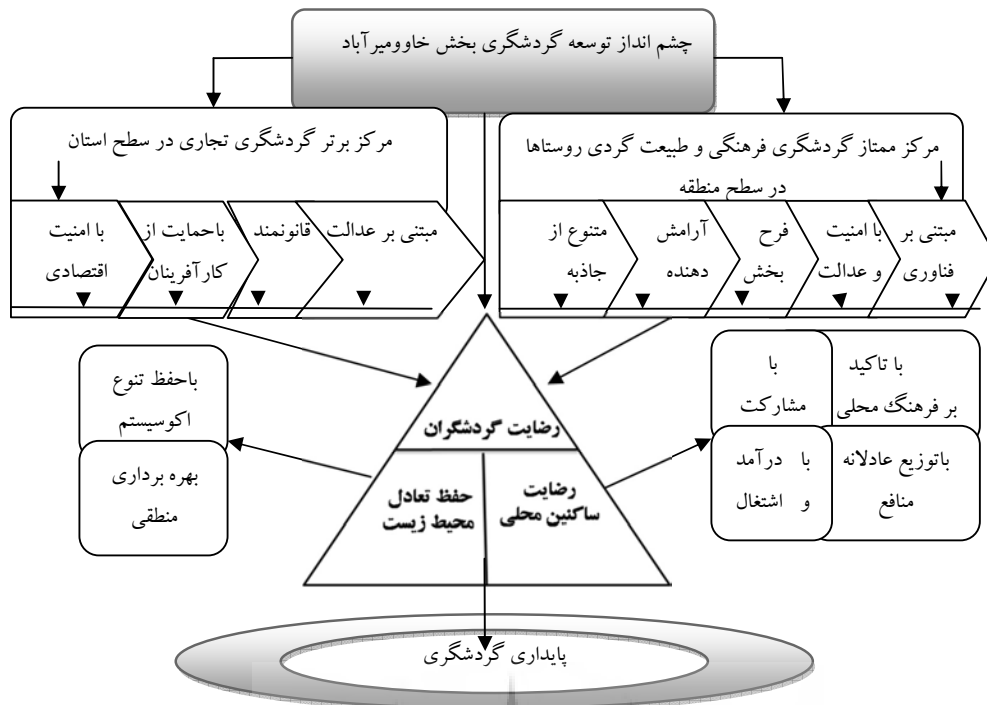 چشم انداز توسعه گردشگری بخش خاوومیرآباد
مرکز ممتاز گردشگری فرهنگی و طبیعت گردی روستاها
در سطح منطقه
مبتنی بر
فناوری
با امنیت
و عدالت
فرح
بخش
آرامش
دهنده
متنوع از
جاذبه
مرکز برتر گردشگری تجاری در سطح استان
مبتنی بر عدالت
قانونمند
باحمایت از
کارآفرینان
با امنیت
اقتصادی
با تاکید
بر فرهنگ محلی
با
مشارکت
باتوزیع عادلانه
منافع
با درآمد
و اشتغال
رضایت گردشگران
رضایت
ساکنین محلی
حفظ تعادل
محیط زیست
باحفظ تنوع
اکوسیستم
بهره برداری
منطقی
پایداری گردشگری